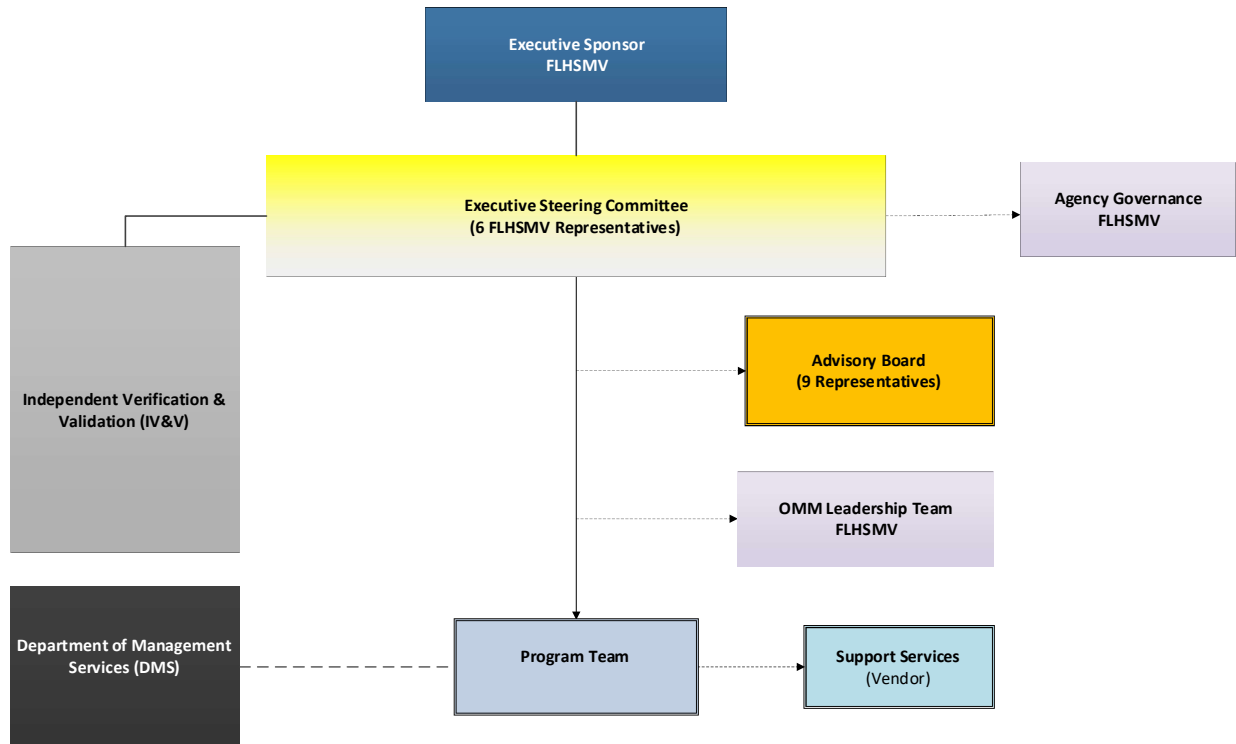 Executive Sponsor
FLHSMV
Executive Steering Committee
(6 FLHSMV Representatives)
Agency Governance
FLHSMV
Advisory Board
(9 Representatives)
Independent Verification &
Validation (IV&V)
OMM Leadership Team
FLHSMV
Department of Management
Services (DMS)
Program Team
Support Services
(Vendor)